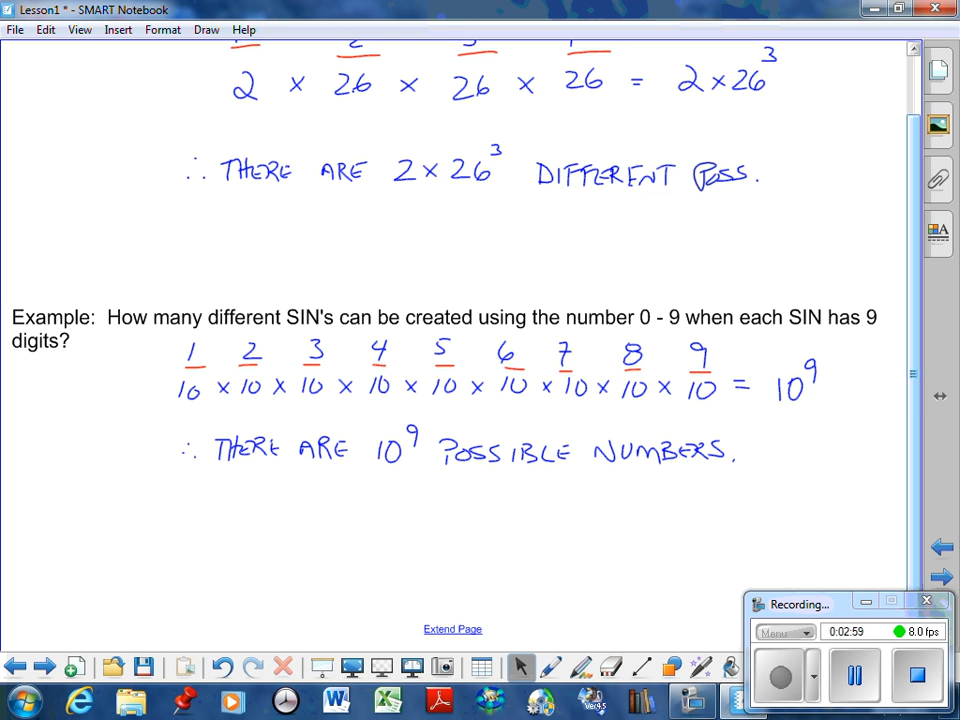 Lesson1 * - SMART Notebook
File Edit View Insert Format Draw Help
2 × 26 × 26 × 26 = 2 × 26³
∴ THERE ARE 2 × 26³ DIFFERENT POSS.
Example: How many different SIN's can be created using the number 0 - 9 when each SIN has 9
digits?
1 2 3 4 5 6 7 8 9
10 × 10 × 10 × 10 × 10 × 10 × 10 × 10 × 10 = 10⁹
∴ THERE ARE 10⁹ POSSIBLE NUMBERS.
Extend Page
Recording...
Menu 0:02:59 8.0 fps